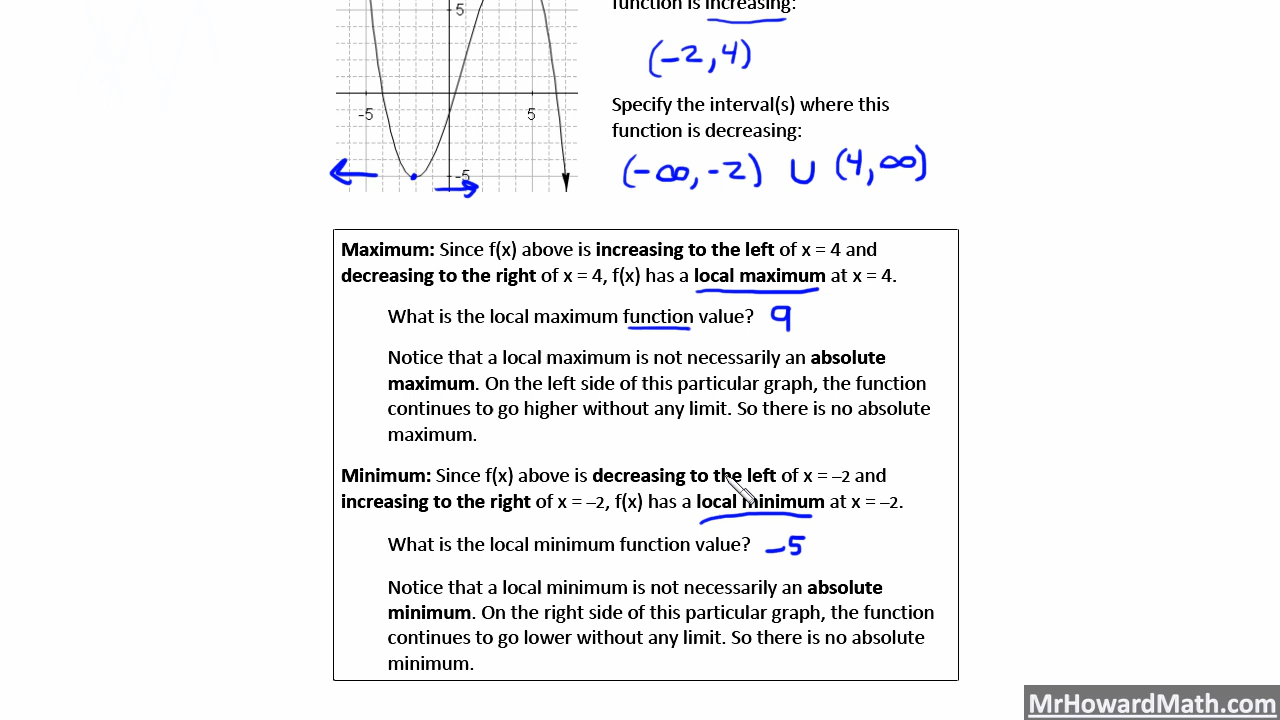 function is increasing:
5
(-2,4)
Specify the interval(s) where this
-5
5
function is decreasing:
(-∞,-2) ∪ (4,∞)
-5
Maximum: Since f(x) above is increasing to the left of x = 4 and
decreasing to the right of x = 4, f(x) has a local maximum at x = 4.
What is the local maximum function value? 9
Notice that a local maximum is not necessarily an absolute
maximum. On the left side of this particular graph, the function
continues to go higher without any limit. So there is no absolute
maximum.
Minimum: Since f(x) above is decreasing to the left of x = –2 and
increasing to the right of x = –2, f(x) has a local minimum at x = –2.
What is the local minimum function value? -5
Notice that a local minimum is not necessarily an absolute
minimum. On the right side of this particular graph, the function
continues to go lower without any limit. So there is no absolute
minimum.
MrHowardMath.com